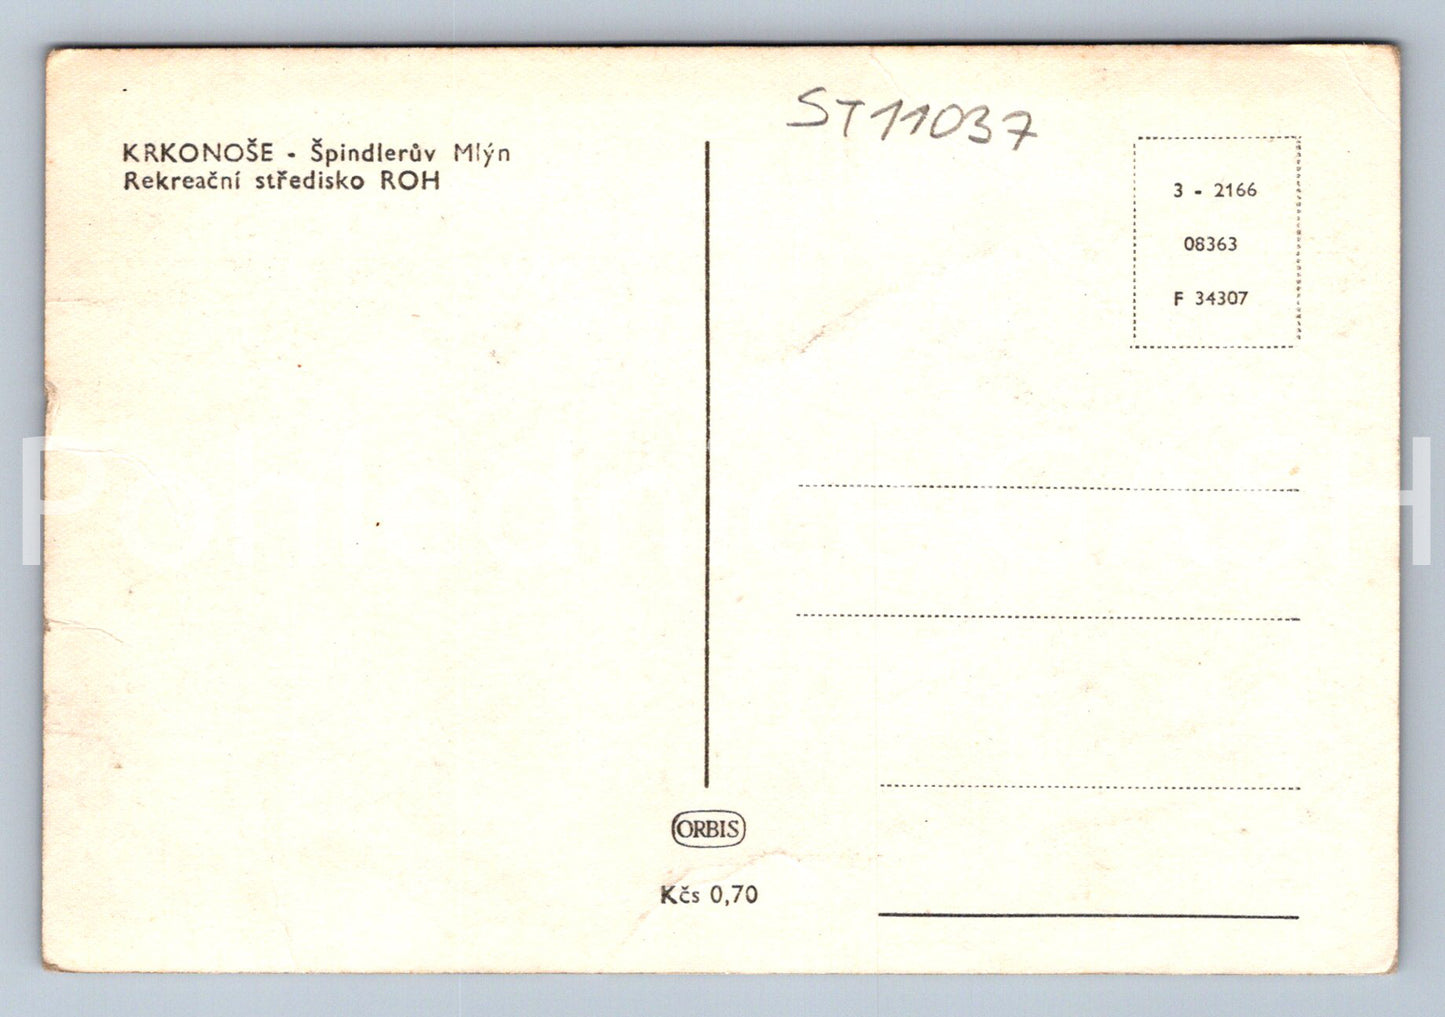 ST11037
KRKONOŠE - Špindlerův Mlýn
Rekreační středisko ROH
3 - 2166
08363
F 34307
ORBIS
Kčs 0,70